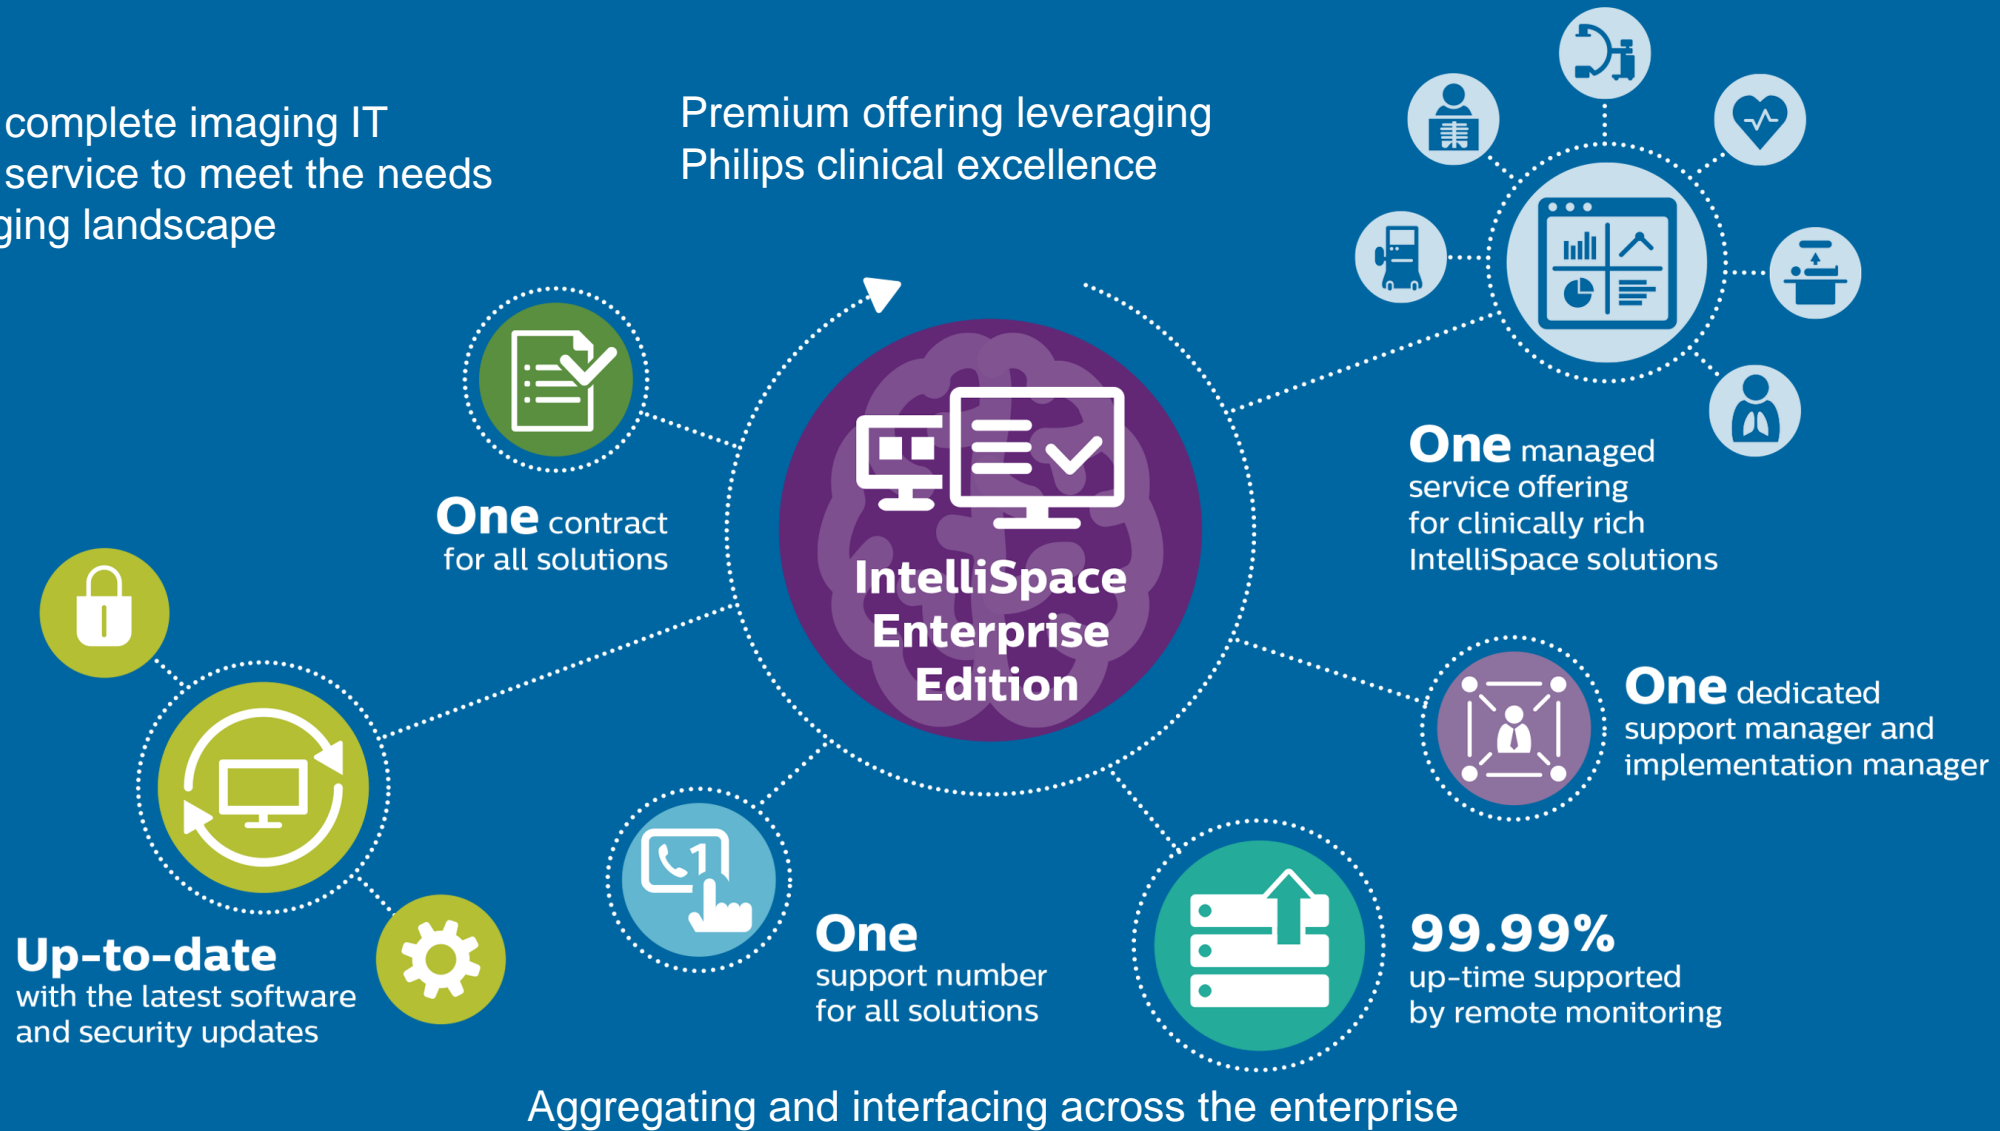 complete imaging IT
service to meet the needs
ging landscape
Premium offering leveraging
Philips clinical excellence
One contract
for all solutions
IntelliSpace
Enterprise
Edition
One managed
service offering
for clinically rich
IntelliSpace solutions
One dedicated
support manager and
implementation manager
1
One
support number
for all solutions
99.99%
up-time supported
by remote monitoring
Up-to-date
with the latest software
and security updates
Aggregating and interfacing across the enterprise